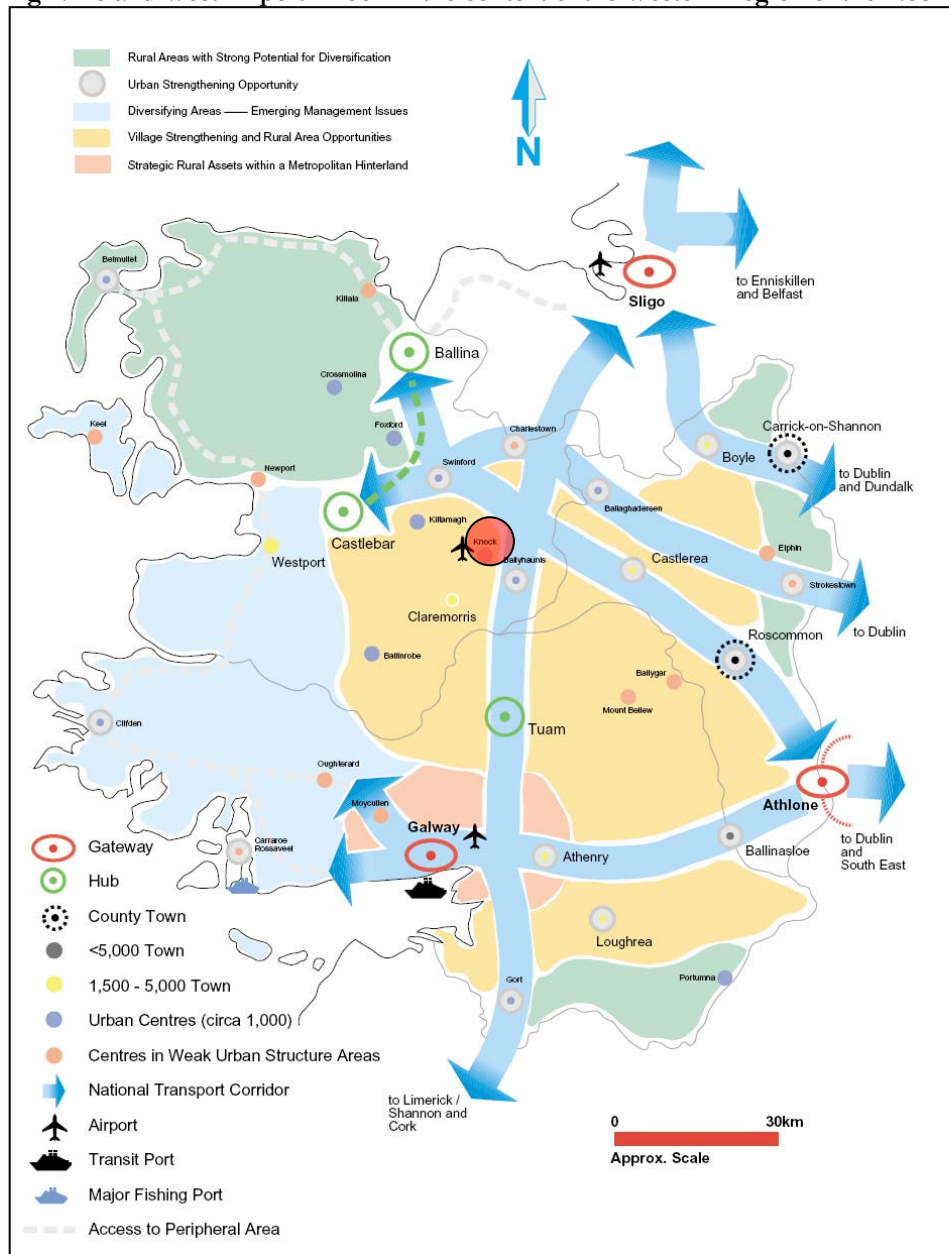 Rural Areas with Strong Potential for Diversification
Urban Strengthening Opportunity
Diversifying Areas —— Emerging Management Issues
Village Strengthening and Rural Area Opportunities
Strategic Rural Assets within a Metropolitan Hinterland
N
Belmullet
Killala
Sligo
to Enniskillen
and Belfast
Ballina
Crossmolina
Keel
Foxford
Charlestown
Carrick-on-Shannon
Boyle
Newport
Swinford
to Dublin
and Dundalk
Ballaghadereen
Castlebar
Kiltamagh
Knock
Westport
Ballyhaunis
Castlerea
Elphin
Strokestown
Claremorris
to Dublin
Roscommon
Ballinrobe
Ballygar
Mount Bellew
Clifden
Tuam
Oughterard
Moycullen
Athlone
Galway
to Dublin
and
South East
Carraroe
Rossaveel
Athenry
Ballinasloe
Loughrea
Gort
Portumna
Gateway
Hub
County Town
<5,000 Town
1,500 - 5,000 Town
Urban Centres (circa 1,000)
Centres in Weak Urban Structure Areas
National Transport Corridor
Airport
Transit Port
Major Fishing Port
Access to Peripheral Area
to Limerick /
Shannon and
Cork
0 30km
Approx. Scale